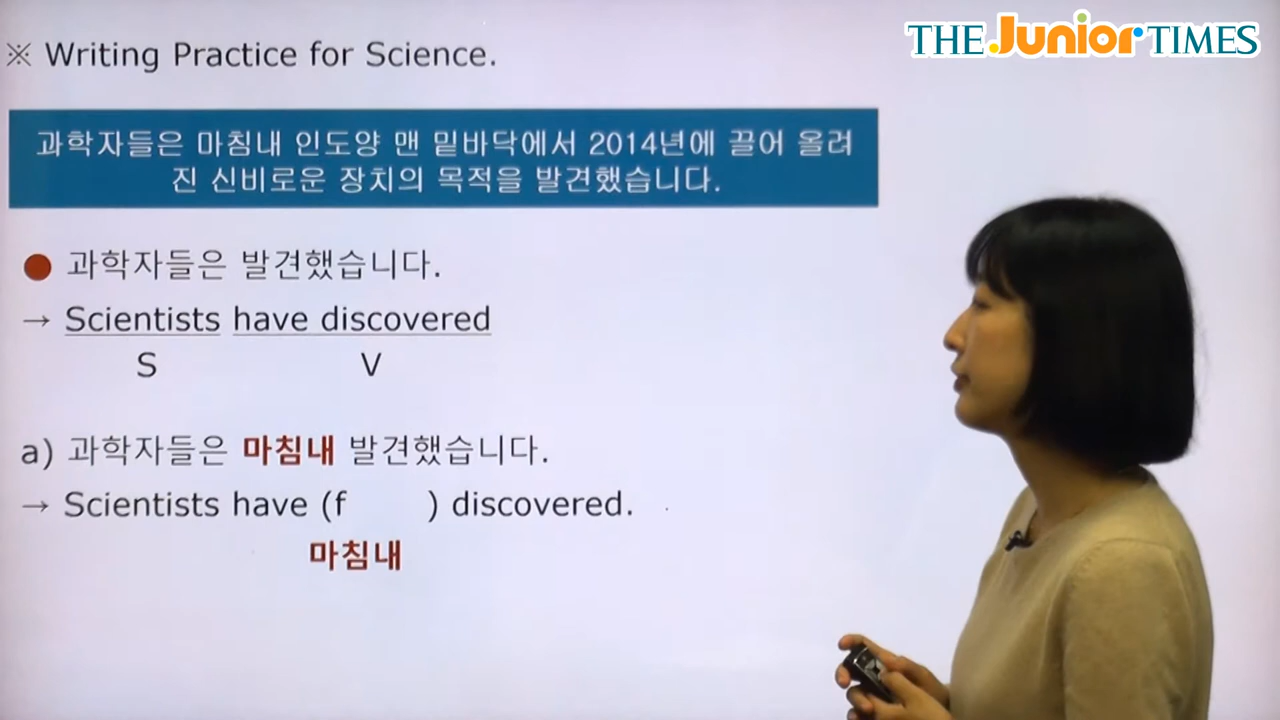 THE Junior TIMES
※ Writing Practice for Science.
과학자들은 마침내 인도양 맨 밑바닥에서 2014년에 끌어 올려
진 신비로운 장치의 목적을 발견했습니다.
● 과학자들은 발견했습니다.
→ Scientists have discovered
S V
a) 과학자들은 마침내 발견했습니다.
→ Scientists have (f ) discovered.
마침내